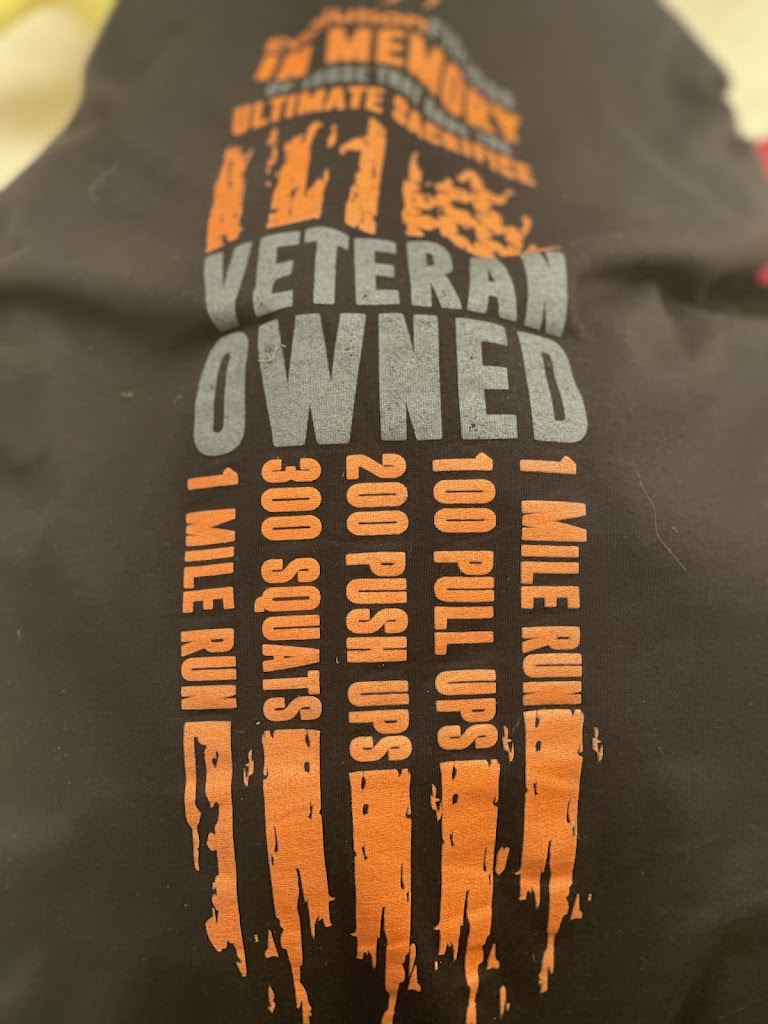 IN MEMORY
ULTIMATE SACRIFICE
VETERAN
OWNED
1 MILE RUN
100 PULL UPS
200 PUSH UPS
300 SQUATS
1 MILE RUN